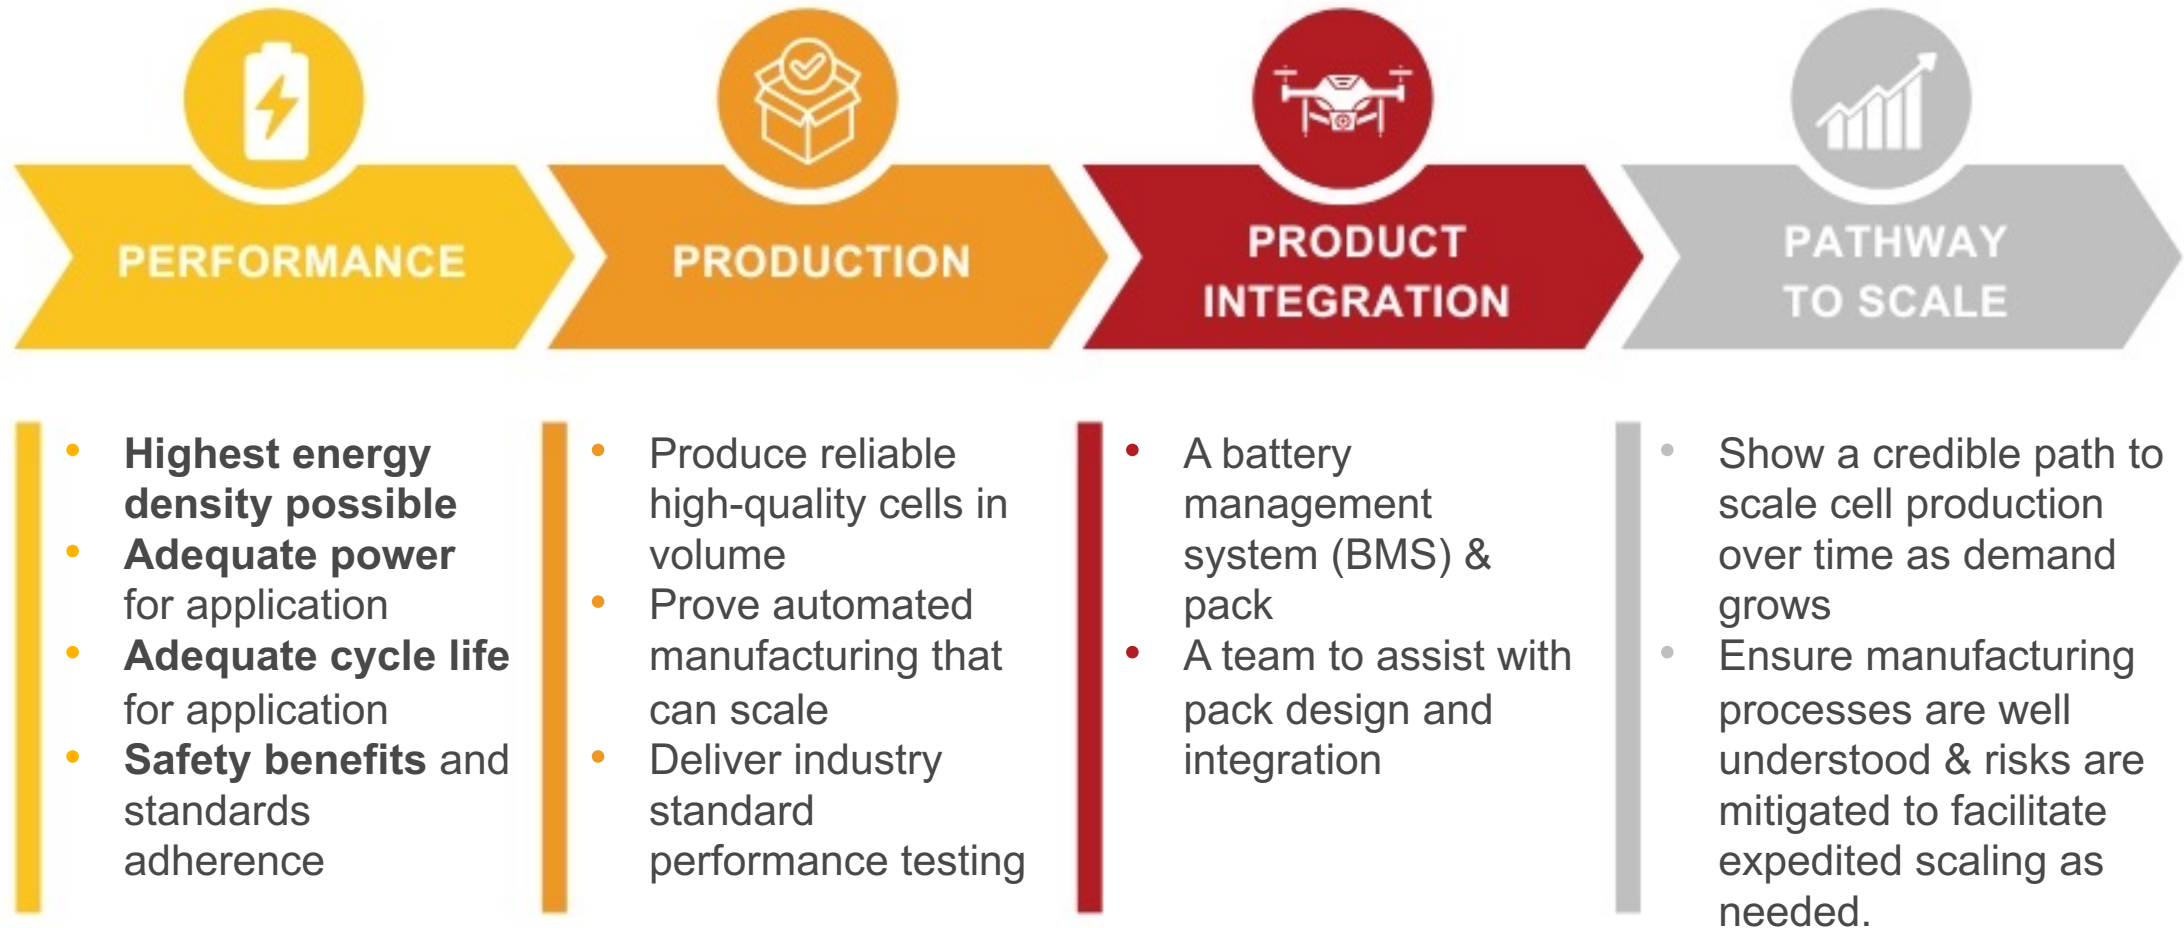 PERFORMANCE
PRODUCTION
PRODUCT
INTEGRATION
PATHWAY
TO SCALE
• Highest energy
density possible
• Adequate power
for application
• Adequate cycle life
for application
• Safety benefits and
standards
adherence
• Produce reliable
high-quality cells in
volume
• Prove automated
manufacturing that
can scale
• Deliver industry
standard
performance testing
• A battery
management
system (BMS) &
pack
• A team to assist with
pack design and
integration
• Show a credible path to
scale cell production
over time as demand
grows
• Ensure manufacturing
processes are well
understood & risks are
mitigated to facilitate
expedited scaling as
needed.